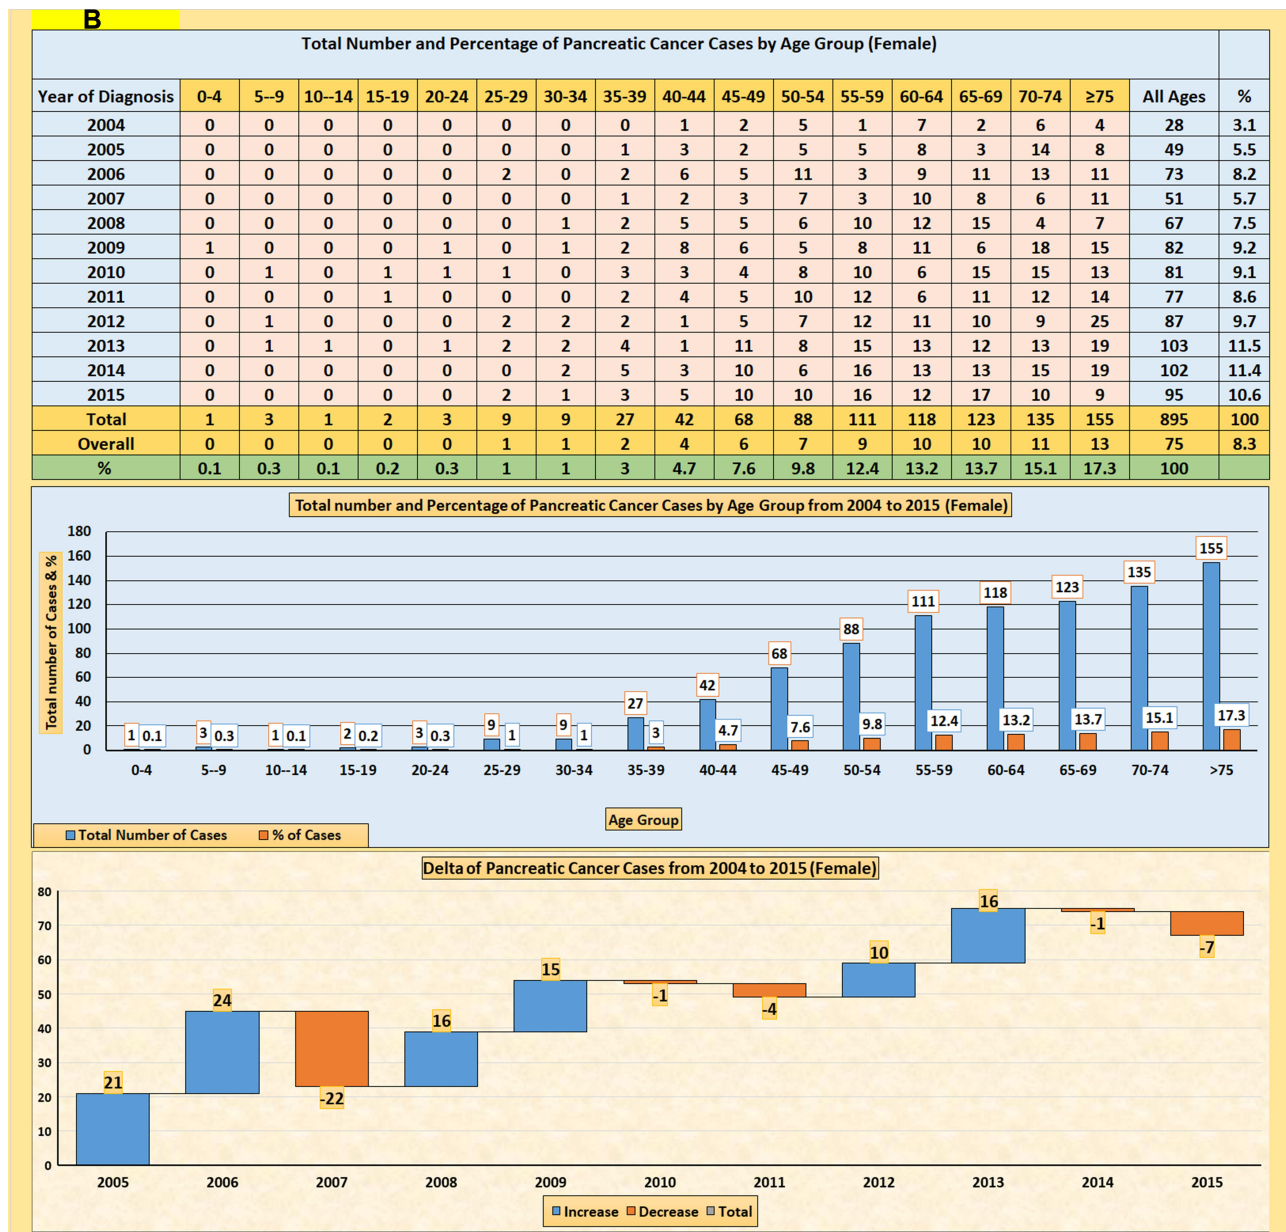 B
Total Number and Percentage of Pancreatic Cancer Cases by Age Group (Female)
Year of Diagnosis 0-4 5--9 10--14 15-19 20-24 25-29 30-34 35-39 40-44 45-49 50-54 55-59 60-64 65-69 70-74 ≥75 All Ages %
2004 0 0 0 0 0 0 0 0 1 2 5 1 7 2 6 4 28 3.1
2005 0 0 0 0 0 0 0 1 3 2 5 5 8 3 14 8 49 5.5
2006 0 0 0 0 0 2 0 2 6 5 11 3 9 11 13 11 73 8.2
2007 0 0 0 0 0 0 0 1 2 3 7 3 10 8 6 11 51 5.7
2008 0 0 0 0 0 0 1 2 5 5 6 10 12 15 4 7 67 7.5
2009 1 0 0 0 1 0 1 2 8 6 5 8 11 6 18 15 82 9.2
2010 0 1 0 1 1 1 0 3 3 4 8 10 6 15 15 13 81 9.1
2011 0 0 0 1 0 0 0 2 4 5 10 12 6 11 12 14 77 8.6
2012 0 1 0 0 0 2 2 2 1 5 7 12 11 10 9 25 87 9.7
2013 0 1 1 0 1 2 2 4 1 11 8 15 13 12 13 19 103 11.5
2014 0 0 0 0 0 0 2 5 3 10 6 16 13 13 15 19 102 11.4
2015 0 0 0 0 0 2 1 3 5 10 10 16 12 17 10 9 95 10.6
Total 1 3 1 2 3 9 9 27 42 68 88 111 118 123 135 155 895 100
Overall 0 0 0 0 0 1 1 2 4 6 7 9 10 10 11 13 75 8.3
% 0.1 0.3 0.1 0.2 0.3 1 1 3 4.7 7.6 9.8 12.4 13.2 13.7 15.1 17.3 100
Total number and Percentage of Pancreatic Cancer Cases by Age Group from 2004 to 2015 (Female)
Total number of Cases & %
180
160
140
120
100
80
60
40
20
0
1 0.1 3 0.3 1 0.1 2 0.2 3 0.3 9 1 9 1 27 3 42 4.7 68 7.6 88 9.8 111 12.4 118 13.2 123 13.7 135 15.1 155 17.3
0-4 5--9 10--14 15-19 20-24 25-29 30-34 35-39 40-44 45-49 50-54 55-59 60-64 65-69 70-74 >75
Age Group
Total Number of Cases % of Cases
Delta of Pancreatic Cancer Cases from 2004 to 2015 (Female)
80
70
60
50
40
30
20
10
0
21 24 -22 16 15 -1 -4 10 16 -1 -7
2005 2006 2007 2008 2009 2010 2011 2012 2013 2014 2015
Increase Decrease Total